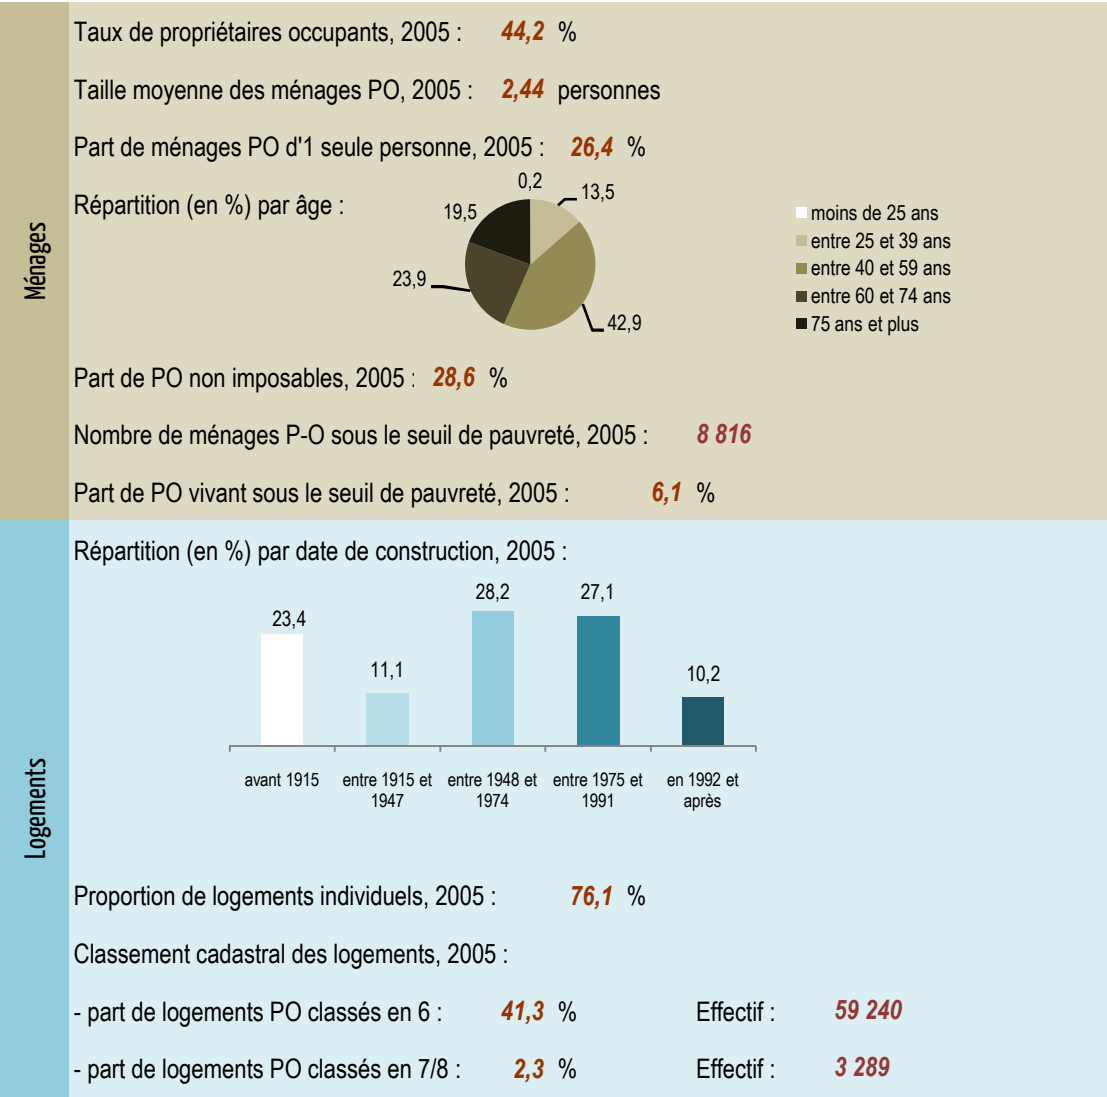 Ménages
Taux de propriétaires occupants, 2005 : 44,2 %
Taille moyenne des ménages PO, 2005 : 2,44 personnes
Part de ménages PO d'1 seule personne, 2005 : 26,4 %
Répartition (en %) par âge :
0,2
13,5
19,5
23,9
42,9
moins de 25 ans
entre 25 et 39 ans
entre 40 et 59 ans
entre 60 et 74 ans
75 ans et plus
Part de PO non imposables, 2005 : 28,6 %
Nombre de ménages P-O sous le seuil de pauvreté, 2005 : 8 816
Part de PO vivant sous le seuil de pauvreté, 2005 : 6,1 %
Logements
Répartition (en %) par date de construction, 2005 :
23,4
11,1
28,2
27,1
10,2
avant 1915
entre 1915 et
1947
entre 1948 et
1974
entre 1975 et
1991
en 1992 et
après
Proportion de logements individuels, 2005 : 76,1 %
Classement cadastral des logements, 2005 :
- part de logements PO classés en 6 : 41,3 % Effectif : 59 240
- part de logements PO classés en 7/8 : 2,3 % Effectif : 3 289